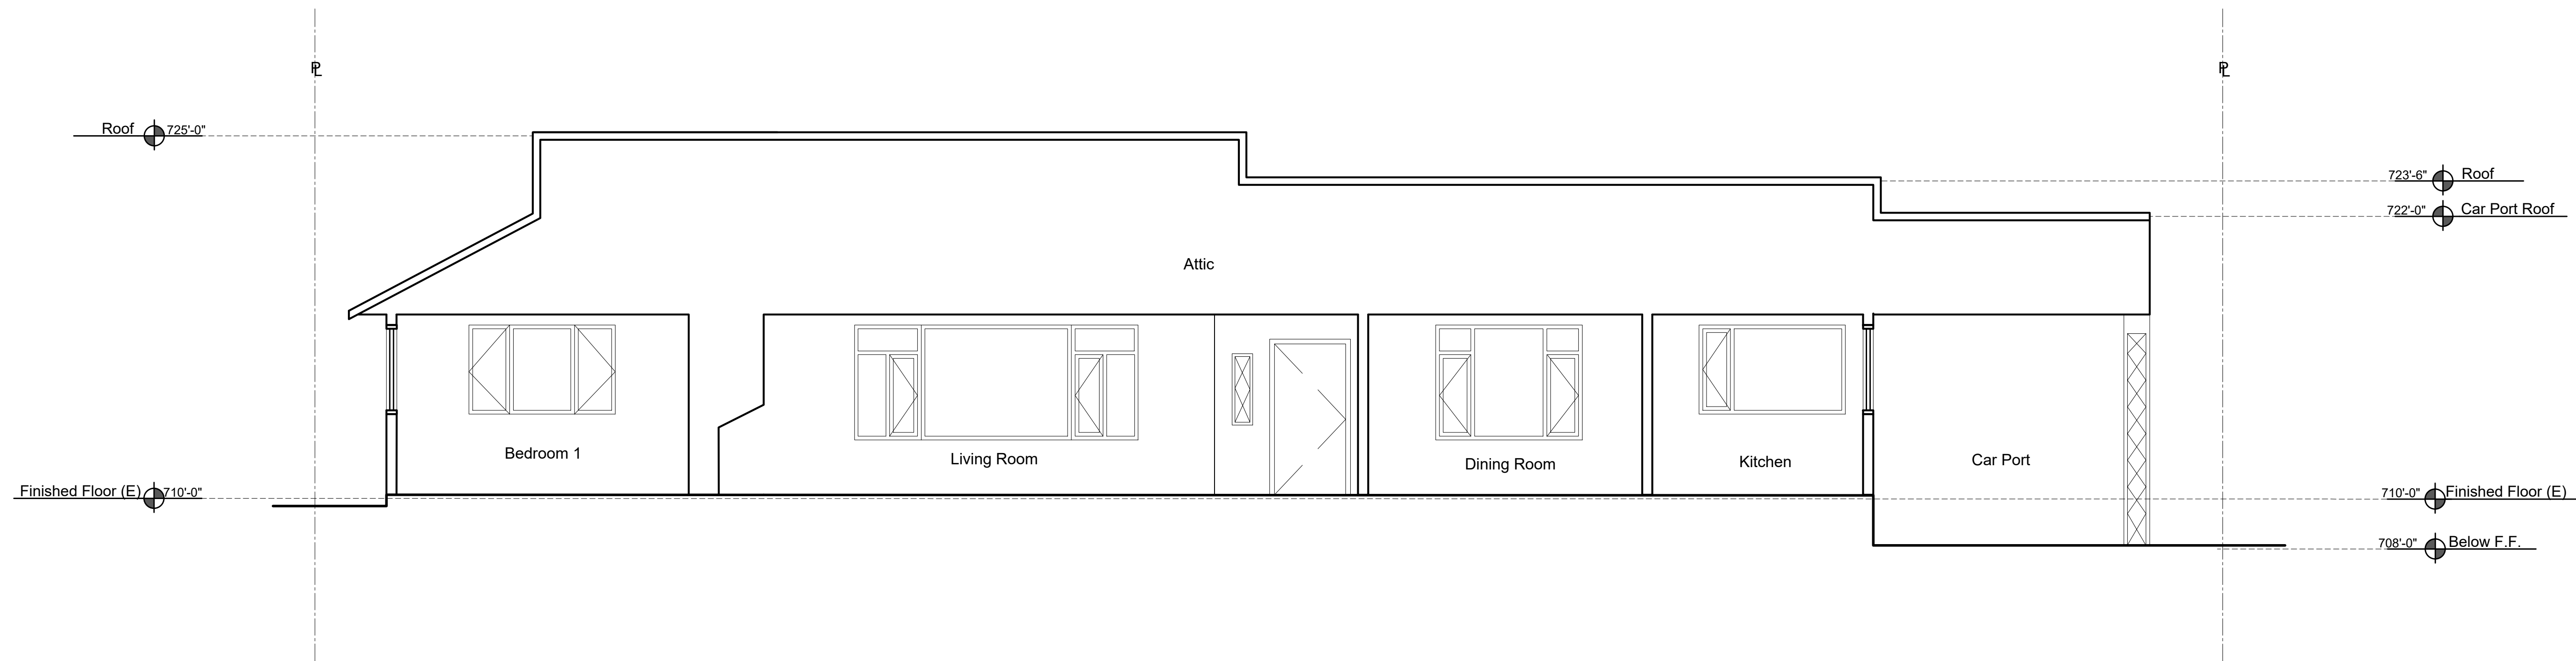 PL
PL
Roof
725'-0"
723'-6"
Roof
722'-0"
Car Port Roof
Attic
Bedroom 1
Living Room
Dining Room
Kitchen
Car Port
Finished Floor (E)
710'-0"
710'-0"
Finished Floor (E)
708'-0"
Below F.F.